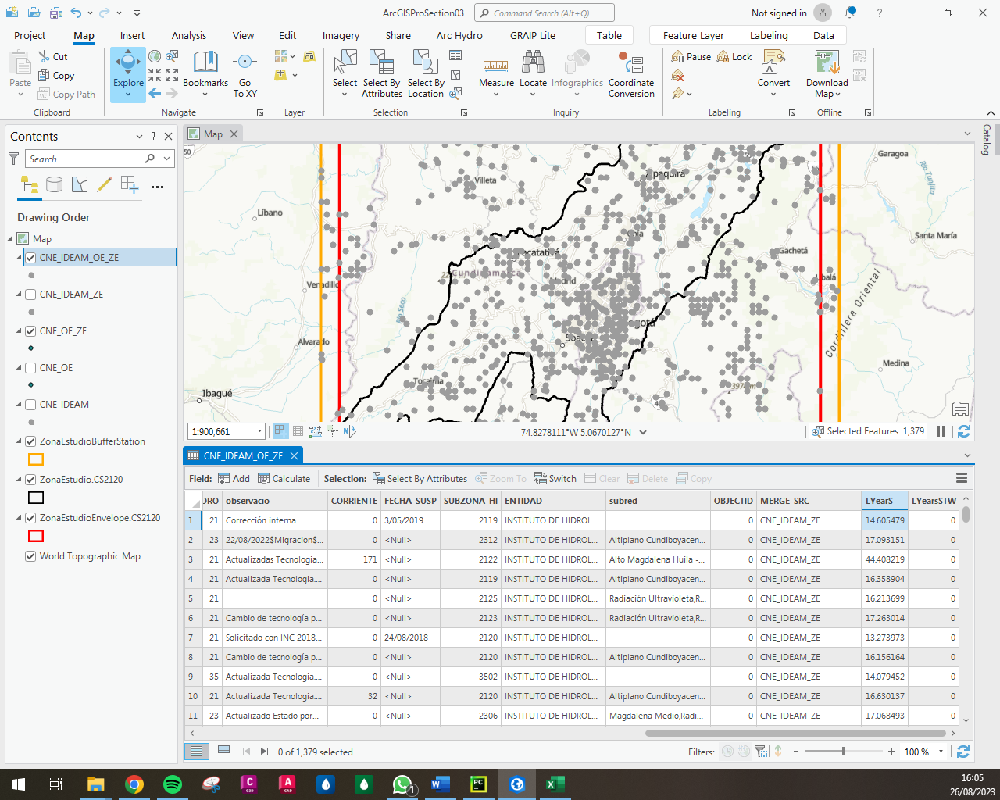 ArcGISProSection03
Command Search (Alt+Q)
Not signed in
?
Project
Map
Insert
Analysis
View
Edit
Imagery
Share
Arc Hydro
GRAIP Lite
Table
Feature Layer
Labeling
Data
Paste
Cut
Copy
Copy Path
Clipboard
Explore
Bookmarks
Go To XY
Navigate
Layer
Select
Select By Attributes
Select By Location
Selection
Measure
Locate
Infographics
Coordinate Conversion
Inquiry
Pause
Lock
Convert
Labeling
Download Map
Offline
Contents
Search
Drawing Order
Map
CNE_IDEAM_OE_ZE
CNE_IDEAM_ZE
CNE_OE_ZE
CNE_OE
CNE_IDEAM
ZonaEstudioBufferStation
ZonaEstudio.CS2120
ZonaEstudioEnvelope.CS2120
World Topographic Map
Map
Catalog
50
Villeta
Líbano
Garagoa
Río Tunjita
Santa María
Gachetá
Venadillo
Río Seco
Alvarado
Cordillera Oriental
Medina
Tocaima
Ibagué
1:900,661
74.8278111°W 5.0670127°N
Selected Features: 1,379
CNE_IDEAM_OE_ZE
Field: Add Calculate Selection: Select By Attributes Zoom To Switch Clear Delete Copy
ORO observacio CORRIENTE FECHA_SUSP SUBZONA_HI ENTIDAD subred OBJECTID MERGE_SRC LYearS LYearsSTW
1 21 Corrección interna 0 3/05/2019 2119 INSTITUTO DE HIDROL... 0 CNE_IDEAM_ZE 14.605479 0
2 23 22/08/2022$Migracion$... 0 <Null> 2312 INSTITUTO DE HIDROL... Altiplano Cundiboyacen... 0 CNE_IDEAM_ZE 17.093151 0
3 21 Actualizadas Tecnologia... 171 <Null> 2122 INSTITUTO DE HIDROL... Alto Magdalena Huila -... 0 CNE_IDEAM_ZE 44.408219 0
4 21 Actualizada Tecnologia.... 0 <Null> 2119 INSTITUTO DE HIDROL... Altiplano Cundiboyacen... 0 CNE_IDEAM_ZE 16.358904 0
5 21 0 <Null> 2125 INSTITUTO DE HIDROL... Radiación Ultravioleta,R... 0 CNE_IDEAM_ZE 16.213699 0
6 21 Cambio de tecnología p... 0 <Null> 2123 INSTITUTO DE HIDROL... Radiación Ultravioleta,R... 0 CNE_IDEAM_ZE 17.263014 0
7 21 Solicitado con INC 2018... 0 24/08/2018 2120 INSTITUTO DE HIDROL... 0 CNE_IDEAM_ZE 13.273973 0
8 21 Cambio de tecnología p... 0 <Null> 2120 INSTITUTO DE HIDROL... Altiplano Cundiboyacen... 0 CNE_IDEAM_ZE 16.156164 0
9 35 Actualizada Tecnologia... 0 <Null> 3502 INSTITUTO DE HIDROL... 0 CNE_IDEAM_ZE 14.079452 0
10 21 Actualizada Tecnologia.... 32 <Null> 2120 INSTITUTO DE HIDROL... Altiplano Cundiboyacen... 0 CNE_IDEAM_ZE 16.630137 0
11 23 Actualizado Estado por... 0 <Null> 2306 INSTITUTO DE HIDROL... Magdalena Medio,Radi... 0 CNE_IDEAM_ZE 17.068493 0
0 of 1,379 selected
Filters:
100 %
16:05
26/08/2023